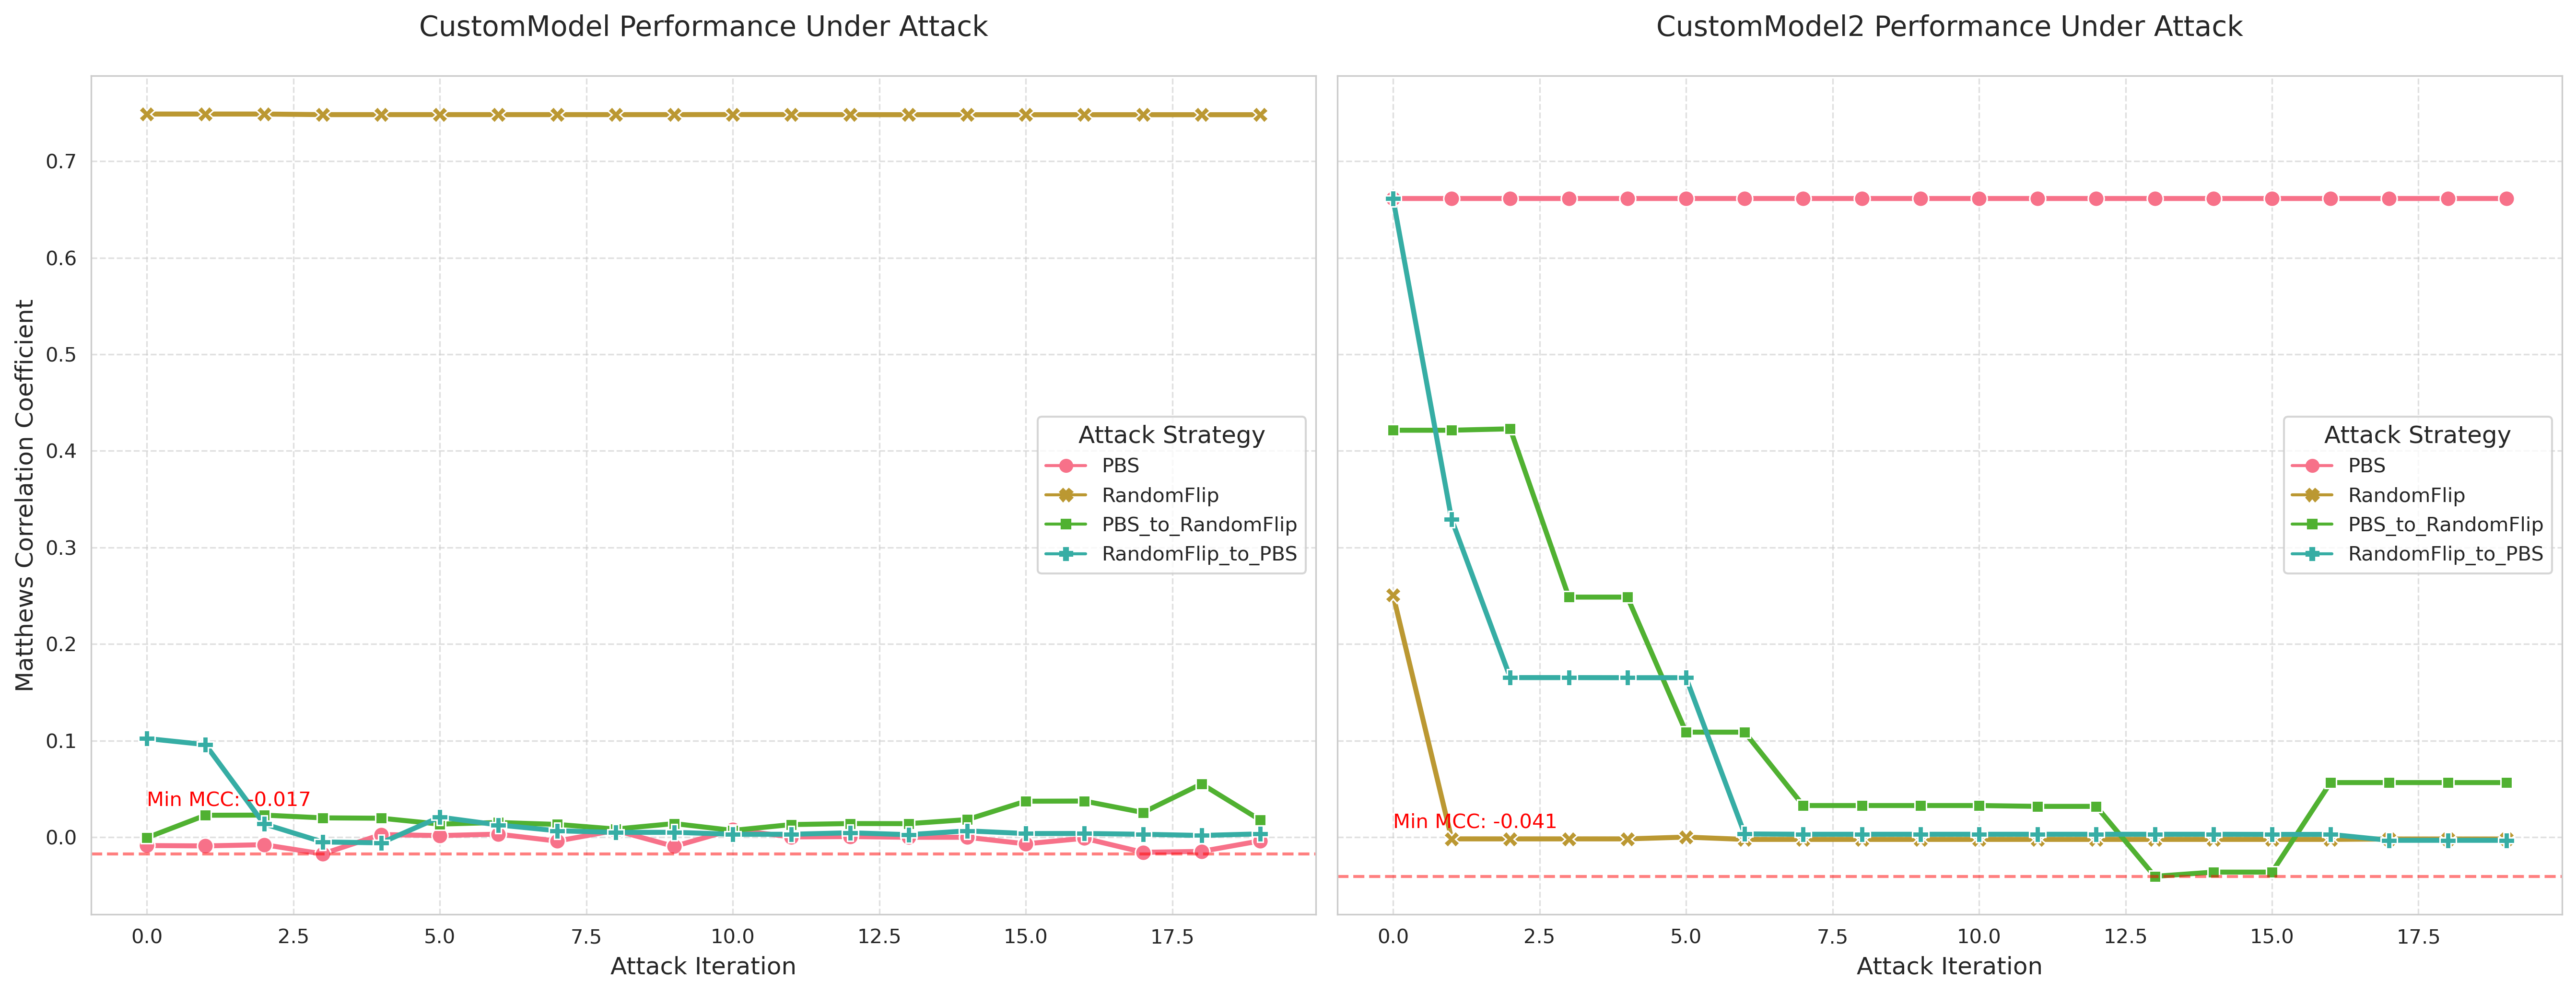 CustomModel Performance Under Attack
Matthews Correlation Coefficient
0.7
0.6
0.5
0.4
0.3
0.2
0.1
0.0
Min MCC: -0.017
Attack Strategy
PBS
RandomFlip
PBS_to_RandomFlip
RandomFlip_to_PBS
0.0 2.5 5.0 7.5 10.0 12.5 15.0 17.5
Attack Iteration
CustomModel2 Performance Under Attack
Min MCC: -0.041
Attack Strategy
PBS
RandomFlip
PBS_to_RandomFlip
RandomFlip_to_PBS
0.0 2.5 5.0 7.5 10.0 12.5 15.0 17.5
Attack Iteration